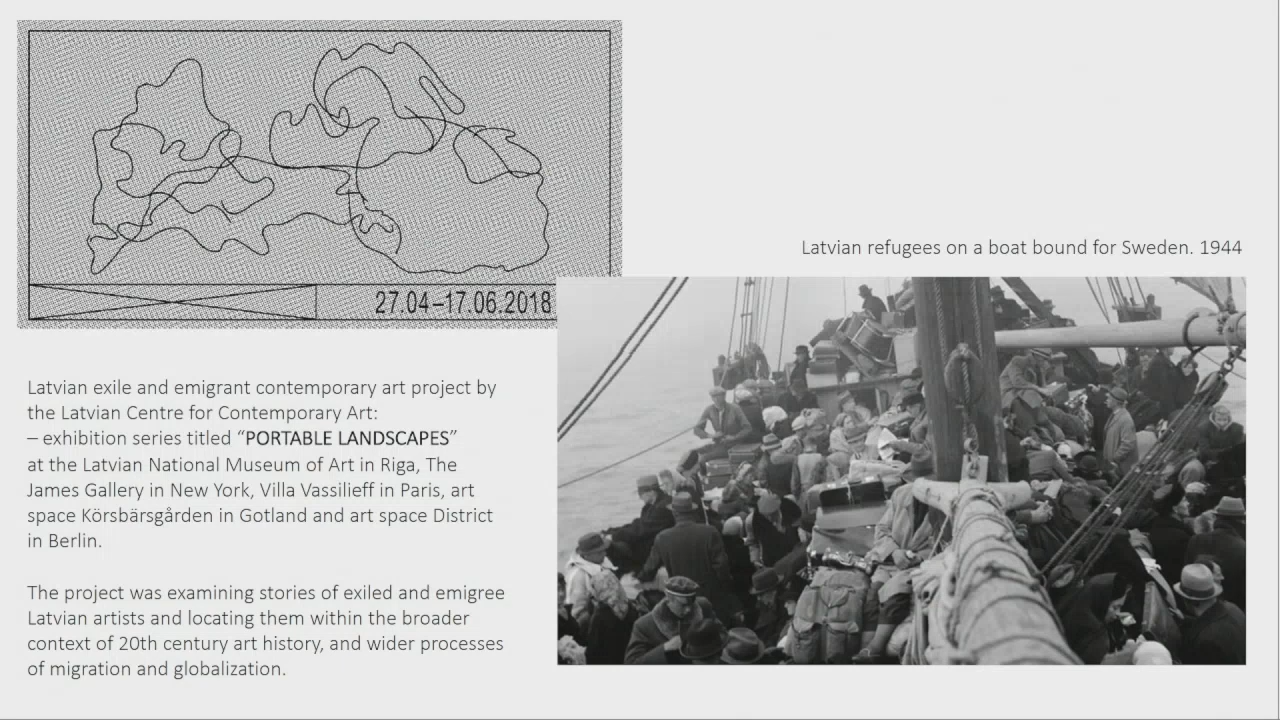 27.04–17.06.2018
Latvian refugees on a boat bound for Sweden. 1944
Latvian exile and emigrant contemporary art project by
the Latvian Centre for Contemporary Art:
– exhibition series titled “PORTABLE LANDSCAPES”
at the Latvian National Museum of Art in Riga, The
James Gallery in New York, Villa Vassilieff in Paris, art
space Körsbärsgården in Gotland and art space District
in Berlin.
The project was examining stories of exiled and emigree
Latvian artists and locating them within the broader
context of 20th century art history, and wider processes
of migration and globalization.